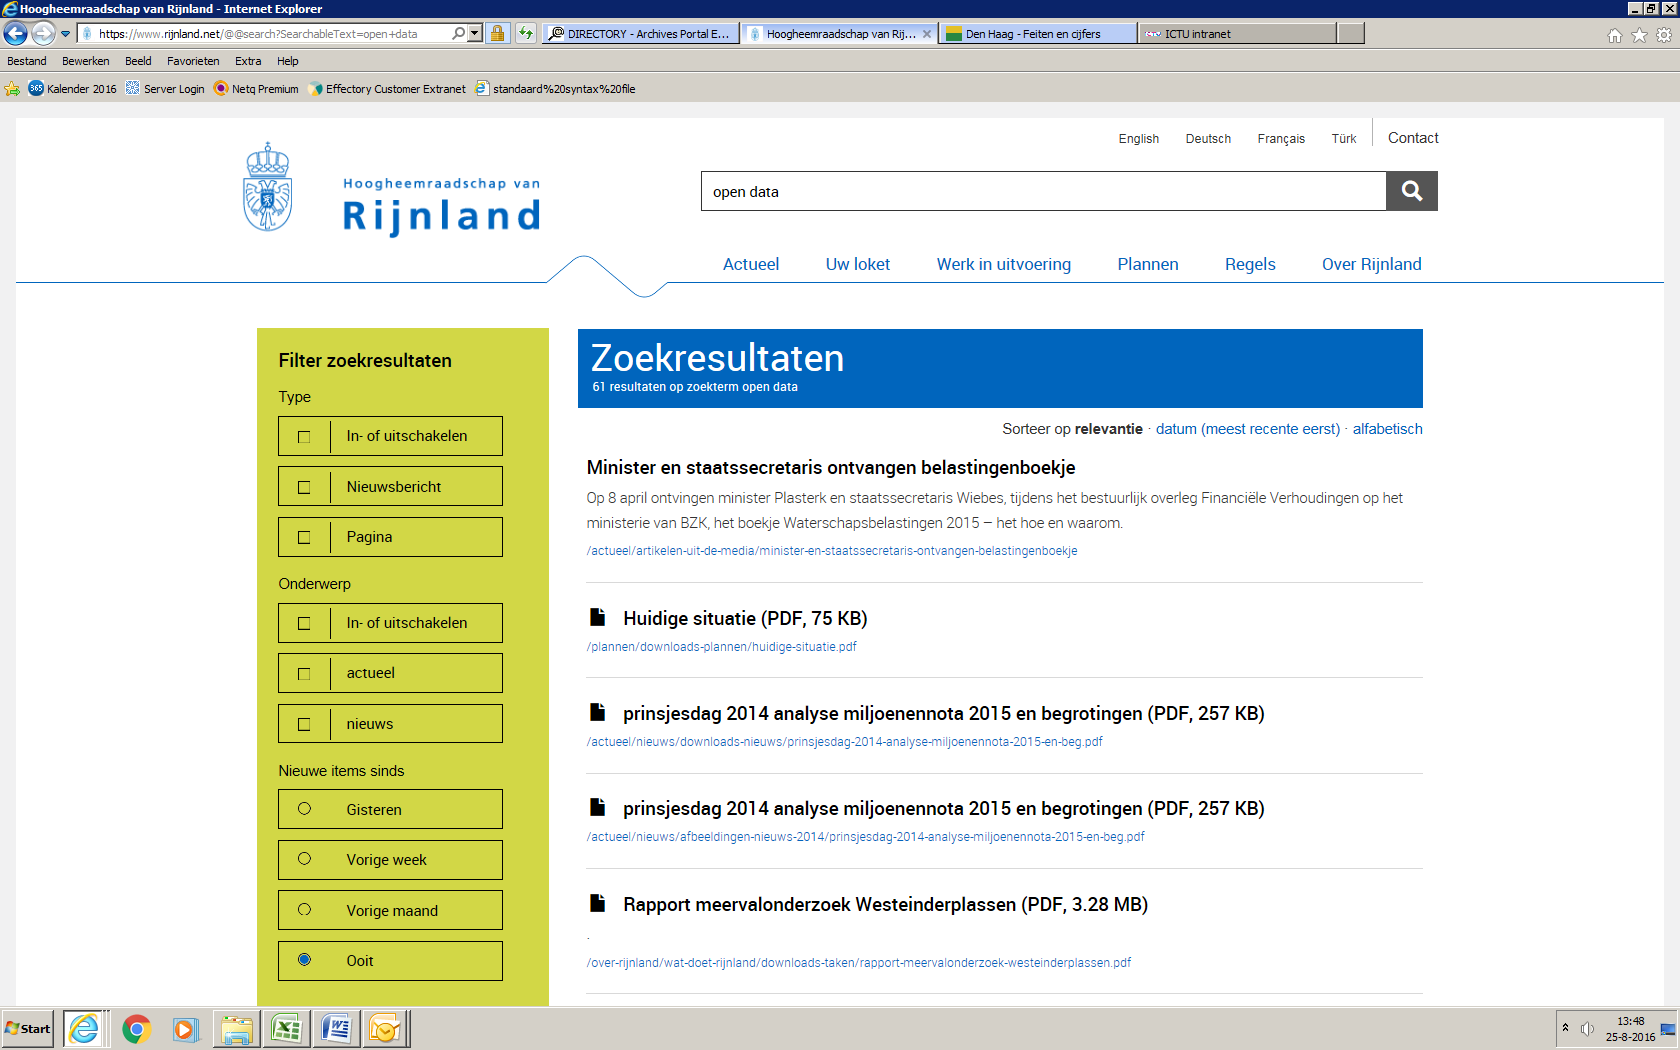 Hoogheemraadschap van Rijnland - Internet Explorer
https://www.rijnland.net/@@search?SearchableText=open+data
DIRECTORY - Archives Portal E...
Hoogheemraadschap van Rij...
Den Haag - Feiten en cijfers
ICTU intranet
Bestand Bewerken Beeld Favorieten Extra Help
365 Kalender 2016 Server Login Netq Premium Effectory Customer Extranet standaard%20syntax%20file
English Deutsch Français Türk Contact
Hoogheemraadschap van
Rijnland
open data
Actueel Uw loket Werk in uitvoering Plannen Regels Over Rijnland
Filter zoekresultaten
Type
In- of uitschakelen
Nieuwsbericht
Pagina
Onderwerp
In- of uitschakelen
actueel
nieuws
Nieuwe items sinds
Gisteren
Vorige week
Vorige maand
Ooit
Zoekresultaten
61 resultaten op zoekterm open data
Sorteer op relevantie · datum (meest recente eerst) · alfabetisch
Minister en staatssecretaris ontvangen belastingenboekje
Op 8 april ontvingen minister Plasterk en staatssecretaris Wiebes, tijdens het bestuurlijk overleg Financiële Verhoudingen op het
ministerie van BZK, het boekje Waterschapsbelastingen 2015 – het hoe en waarom.
/actueel/artikelen-uit-de-media/minister-en-staatssecretaris-ontvangen-belastingenboekje
Huidige situatie (PDF, 75 KB)
/plannen/downloads-plannen/huidige-situatie.pdf
prinsjesdag 2014 analyse miljoenennota 2015 en begrotingen (PDF, 257 KB)
/actueel/nieuws/downloads-nieuws/prinsjesdag-2014-analyse-miljoenennota-2015-en-beg.pdf
prinsjesdag 2014 analyse miljoenennota 2015 en begrotingen (PDF, 257 KB)
/actueel/nieuws/afbeeldingen-nieuws-2014/prinsjesdag-2014-analyse-miljoenennota-2015-en-beg.pdf
Rapport meervalonderzoek Westeinderplassen (PDF, 3.28 MB)
.
/over-rijnland/wat-doet-rijnland/downloads-taken/rapport-meervalonderzoek-westeinderplassen.pdf
Start
13:48
25-8-2016